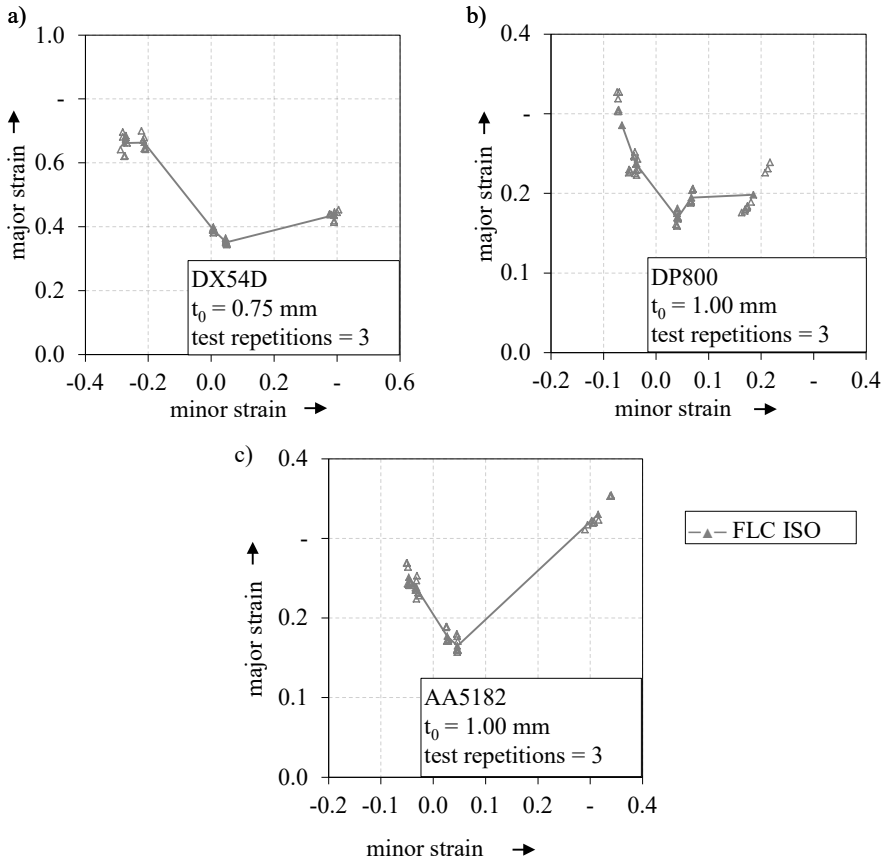 a)
1.0
-
0.6
0.4
0.2
0.0
major strain
-0.4
-0.2
0.0
0.2
-
0.6
minor strain
DX54D
t₀ = 0.75 mm
test repetitions = 3
b)
0.4
-
0.2
0.1
0.0
major strain
-0.2
-0.1
0.0
0.1
0.2
-
0.4
minor strain
DP800
t₀ = 1.00 mm
test repetitions = 3
c)
0.4
-
0.2
0.1
0.0
major strain
-0.2
-0.1
0.0
0.1
0.2
-
0.4
minor strain
AA5182
t₀ = 1.00 mm
test repetitions = 3
FLC ISO